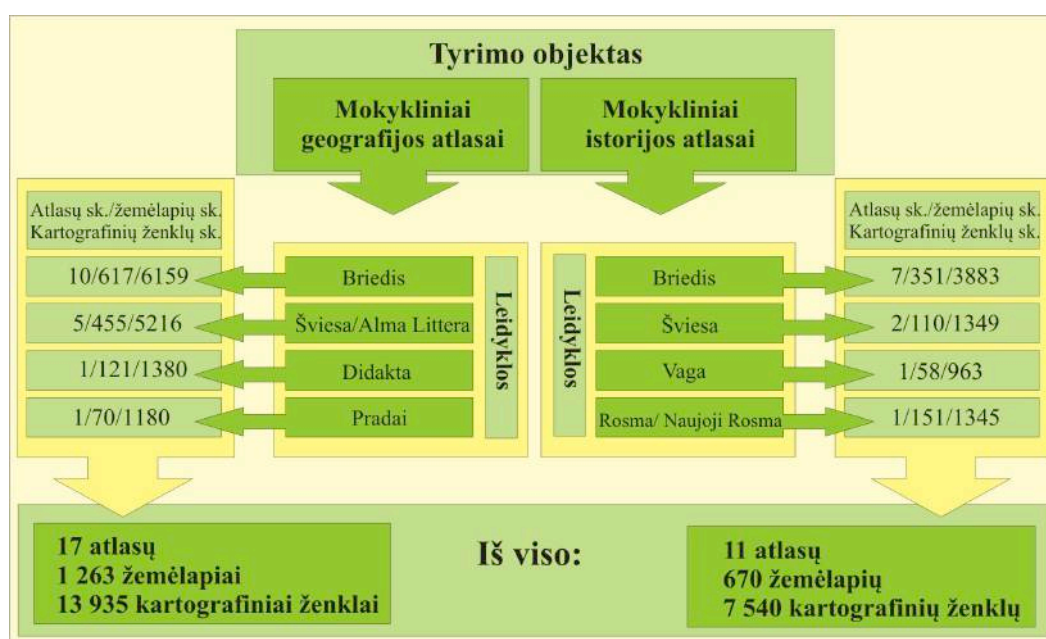 Tyrimo objektas
Mokykliniai
geografijos atlasai
Mokykliniai
istorijos atlasai
Atlasų sk./žemėlapių sk.
Kartografinių ženklų sk.
10/617/6159
5/455/5216
1/121/1380
1/70/1180
Briedis
Šviesa/Alma Littera
Didakta
Pradai
Leidyklos
Leidyklos
Briedis
Šviesa
Vaga
Rosma/ Naujoji Rosma
Atlasų sk./žemėlapių sk.
Kartografinių ženklų sk.
7/351/3883
2/110/1349
1/58/963
1/151/1345
17 atlasų
1 263 žemėlapiai
13 935 kartografiniai ženklai
Iš viso:
11 atlasų
670 žemėlapių
7 540 kartografinių ženklų